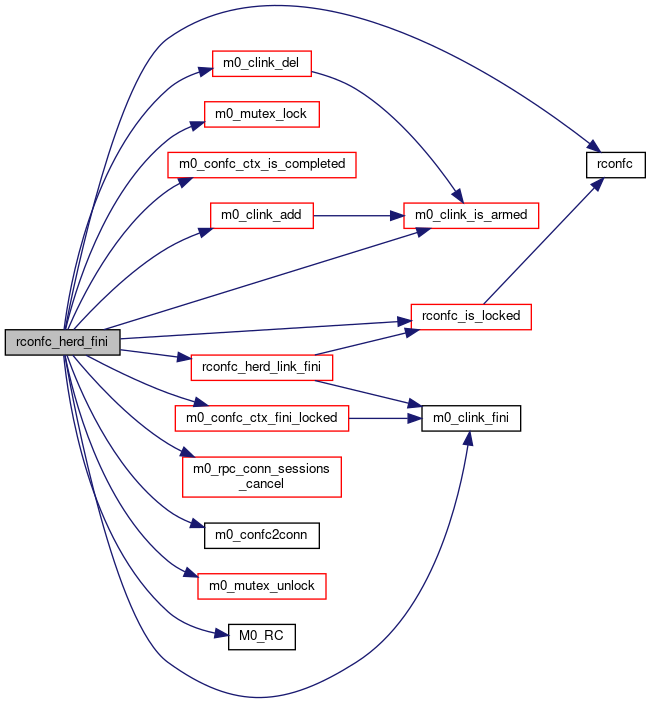 m0_clink_del
m0_mutex_lock
m0_confc_ctx_is_completed
rconfc
m0_clink_add
m0_clink_is_armed
rconfc_is_locked
rconfc_herd_fini
rconfc_herd_link_fini
m0_confc_ctx_fini_locked
m0_clink_fini
m0_rpc_conn_sessions
_cancel
m0_confc2conn
m0_mutex_unlock
M0_RC